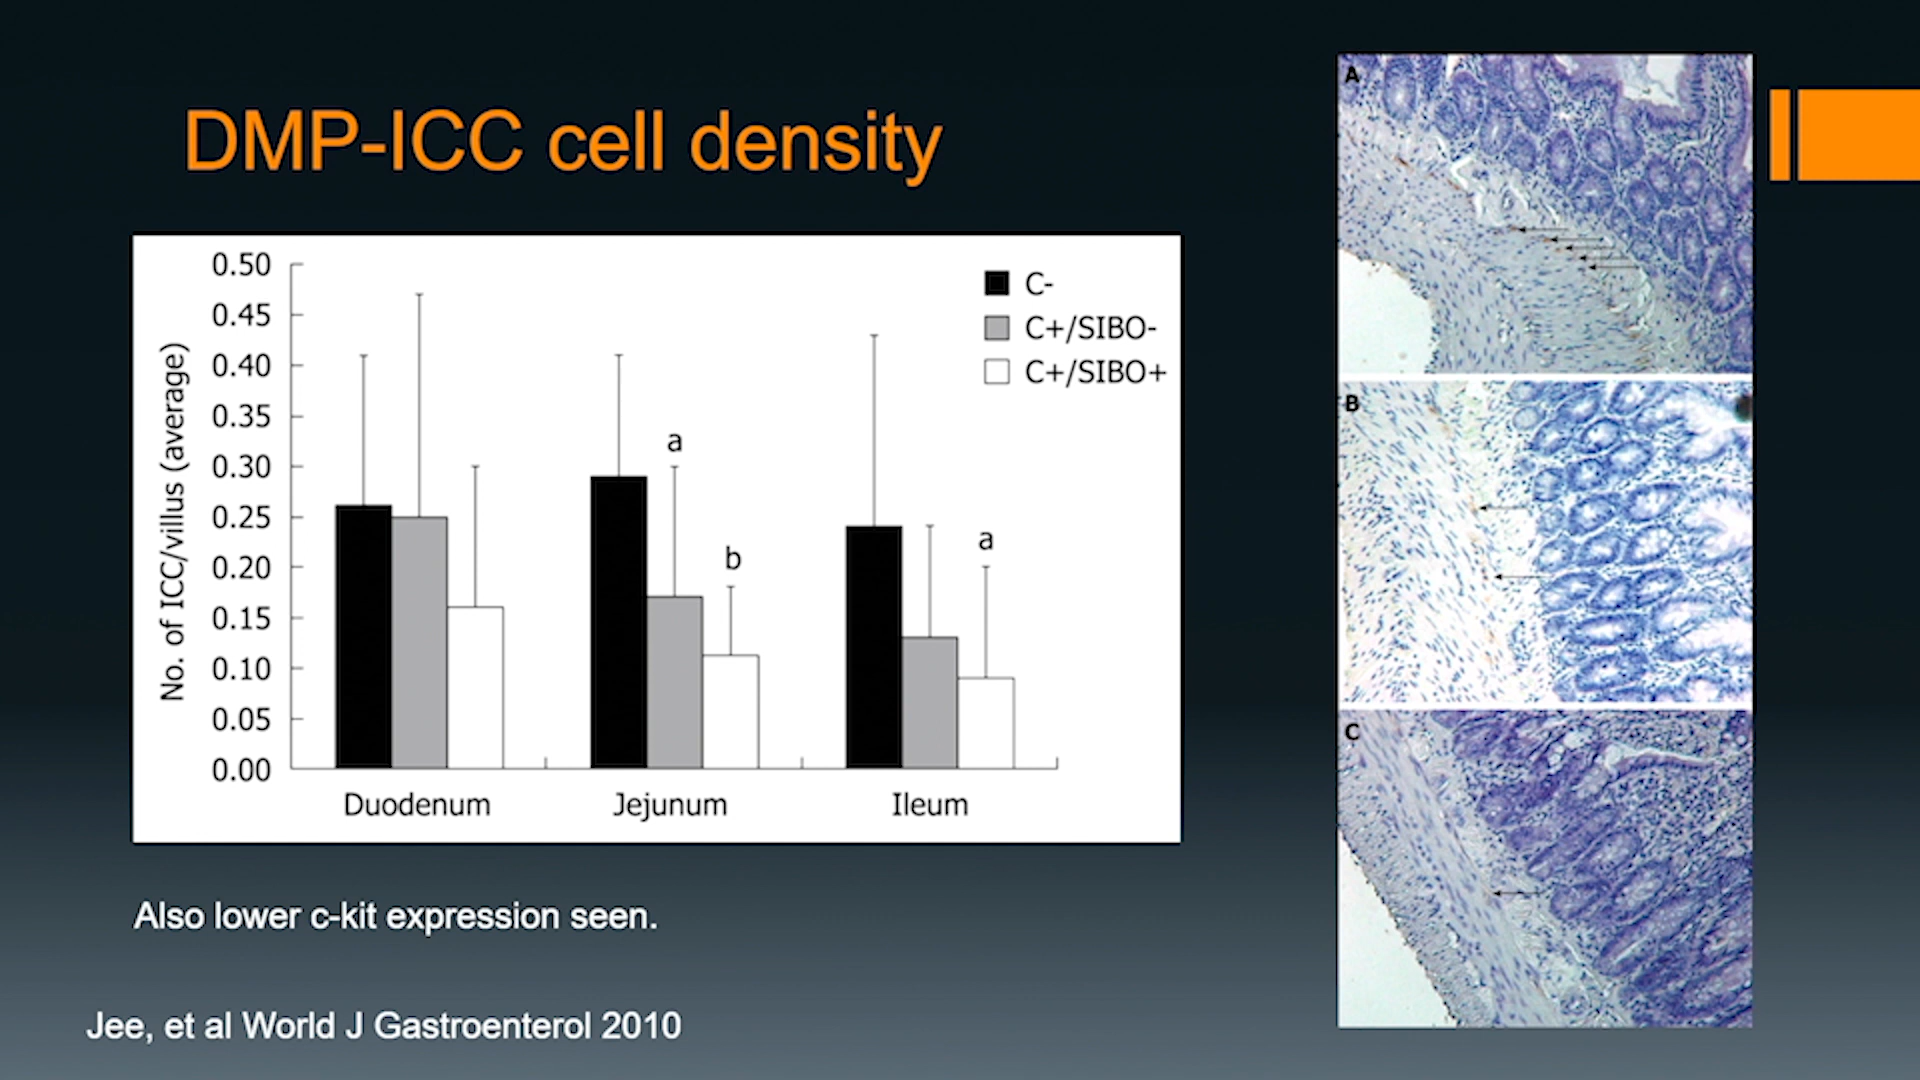 DMP-ICC cell density
No. of ICC/villus (average)
0.50
0.45
0.40
0.35
0.30
0.25
0.20
0.15
0.10
0.05
0.00
C-
C+/SIBO-
C+/SIBO+
a
b
a
Duodenum Jejunum Ileum
A
B
C
Also lower c-kit expression seen.
Jee, et al World J Gastroenterol 2010